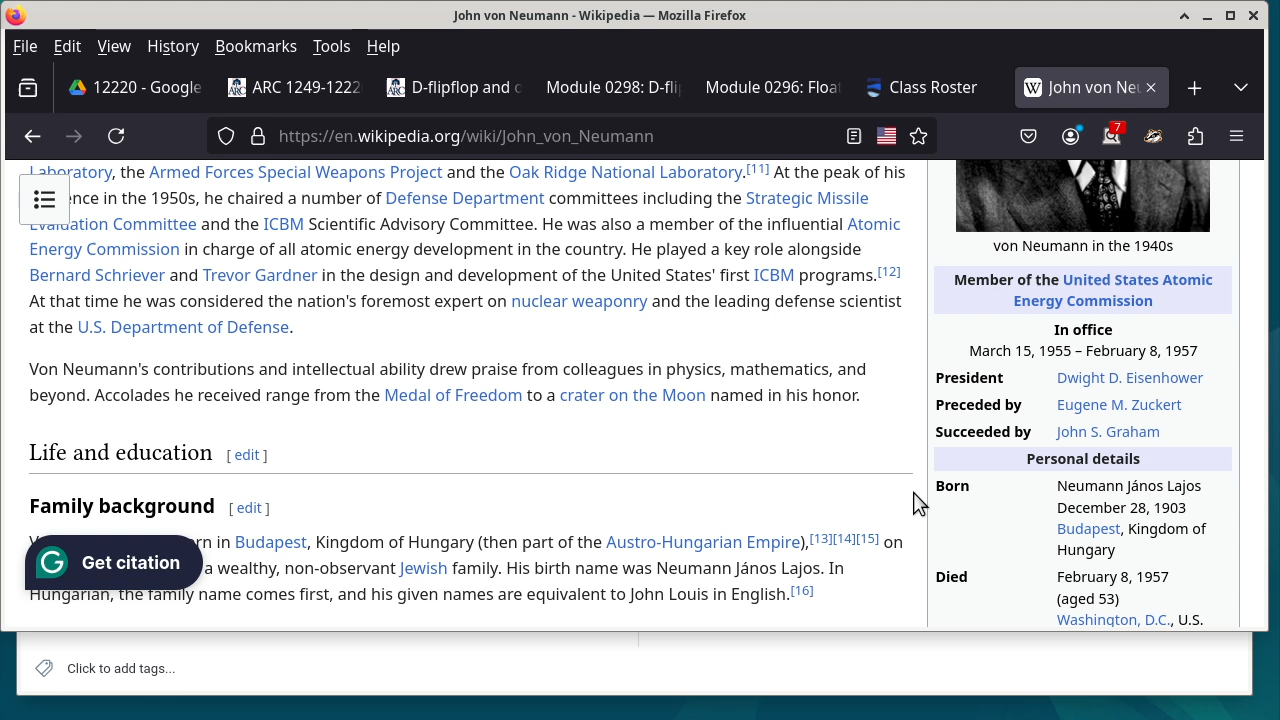 John von Neumann - Wikipedia — Mozilla Firefox
File Edit View History Bookmarks Tools Help
12220 - Google ARC 1249-1222 D-flipflop and c Module 0298: D-flip Module 0296: Float Class Roster John von Neu
https://en.wikipedia.org/wiki/John_von_Neumann 7
Laboratory, the Armed Forces Special Weapons Project and the Oak Ridge National Laboratory.[11] At the peak of his
ence in the 1950s, he chaired a number of Defense Department committees including the Strategic Missile
Evaluation Committee and the ICBM Scientific Advisory Committee. He was also a member of the influential Atomic
Energy Commission in charge of all atomic energy development in the country. He played a key role alongside
Bernard Schriever and Trevor Gardner in the design and development of the United States' first ICBM programs.[12]
At that time he was considered the nation's foremost expert on nuclear weaponry and the leading defense scientist
at the U.S. Department of Defense.
Von Neumann's contributions and intellectual ability drew praise from colleagues in physics, mathematics, and
beyond. Accolades he received range from the Medal of Freedom to a crater on the Moon named in his honor.
Life and education [ edit ]
Family background [ edit ]
rn in Budapest, Kingdom of Hungary (then part of the Austro-Hungarian Empire),[13][14][15] on
a wealthy, non-observant Jewish family. His birth name was Neumann János Lajos. In
Hungarian, the family name comes first, and his given names are equivalent to John Louis in English.[16]
Get citation
von Neumann in the 1940s
Member of the United States Atomic
Energy Commission
In office
March 15, 1955 – February 8, 1957
President Dwight D. Eisenhower
Preceded by Eugene M. Zuckert
Succeeded by John S. Graham
Personal details
Born Neumann János Lajos
December 28, 1903
Budapest, Kingdom of
Hungary
Died February 8, 1957
(aged 53)
Washington, D.C., U.S.
Click to add tags...